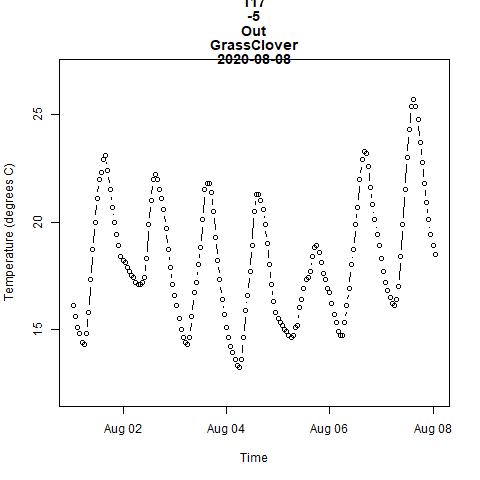 117
-5
Out
GrassClover
2020-08-08
Temperature (degrees C)
25
20
15
Aug 02 Aug 04 Aug 06 Aug 08
Time